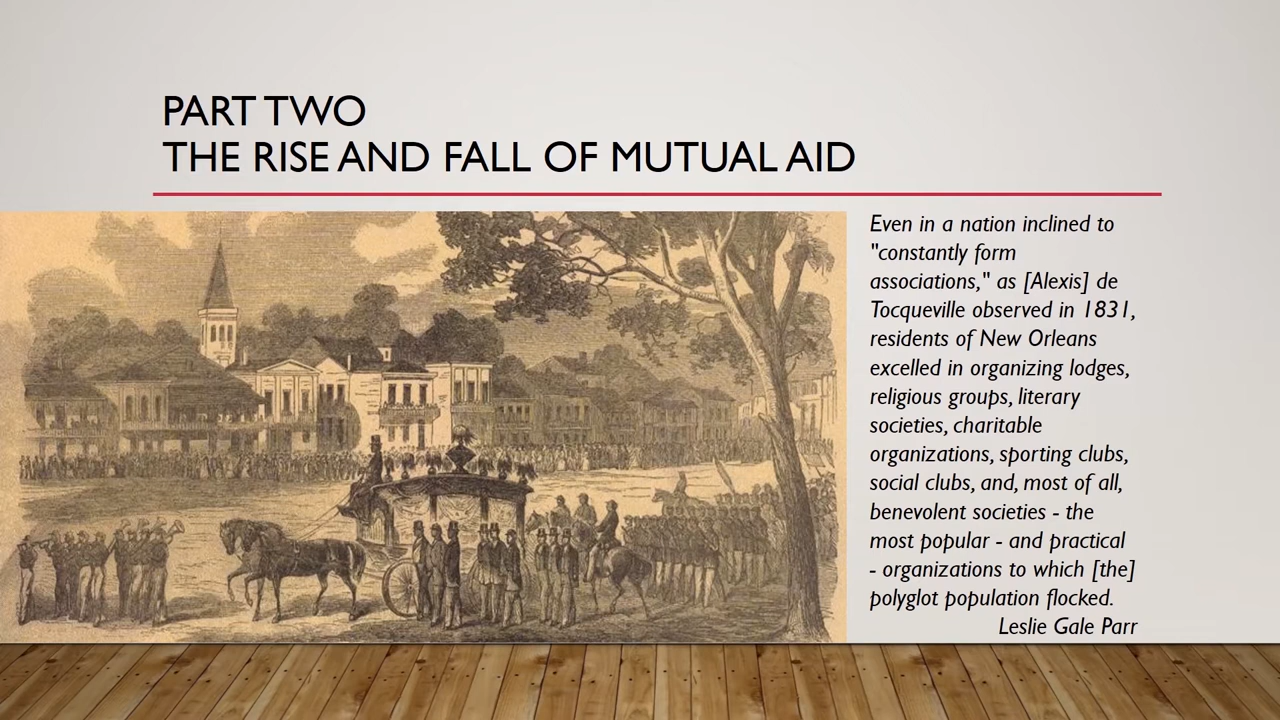 PART TWO
THE RISE AND FALL OF MUTUAL AID
Even in a nation inclined to
"constantly form
associations," as [Alexis] de
Tocqueville observed in 1831,
residents of New Orleans
excelled in organizing lodges,
religious groups, literary
societies, charitable
organizations, sporting clubs,
social clubs, and, most of all,
benevolent societies - the
most popular - and practical
- organizations to which [the]
polyglot population flocked.
Leslie Gale Parr